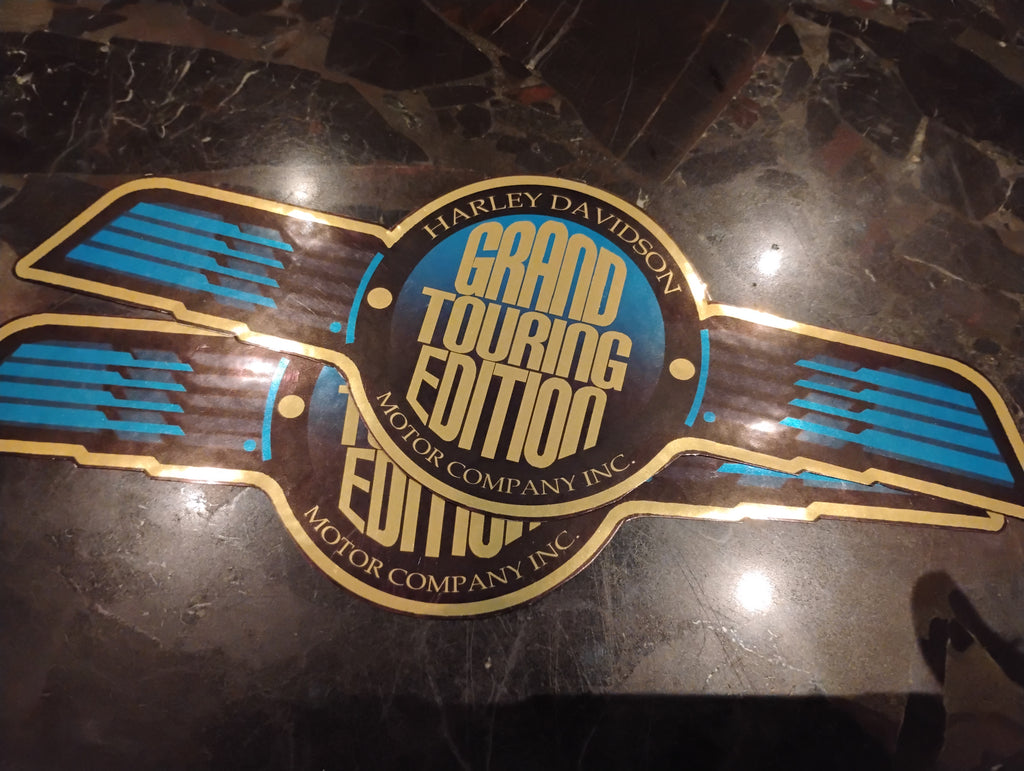 HARLEY DAVIDSON
GRAND
TOURING
EDITION
MOTOR COMPANY INC.
EDITION
MOTOR COMPANY INC.